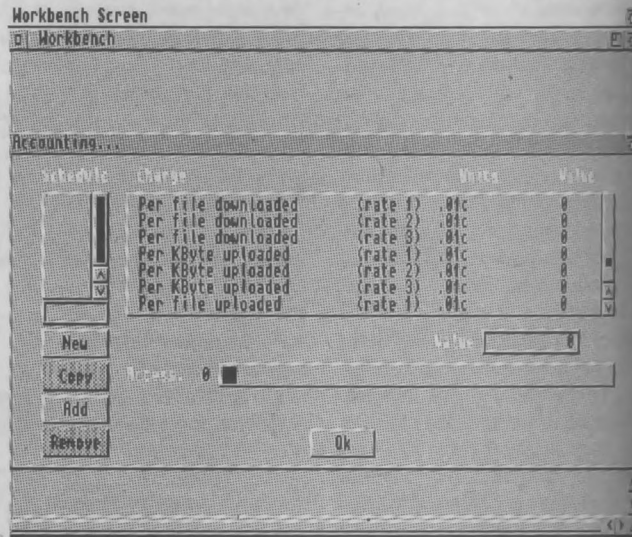 Workbench Screen
Workbench
Accounting...
Schedule Charge Units Value
Per file downloaded (rate 1) .01c 0
Per file downloaded (rate 2) .01c 0
Per file downloaded (rate 3) .01c 0
Per KByte uploaded (rate 1) .01c 0
Per KByte uploaded (rate 2) .01c 0
Per KByte uploaded (rate 3) .01c 0
Per file uploaded (rate 1) .01c 0
New
Value 0
Copy
Access. 0
Add
Remove
Ok